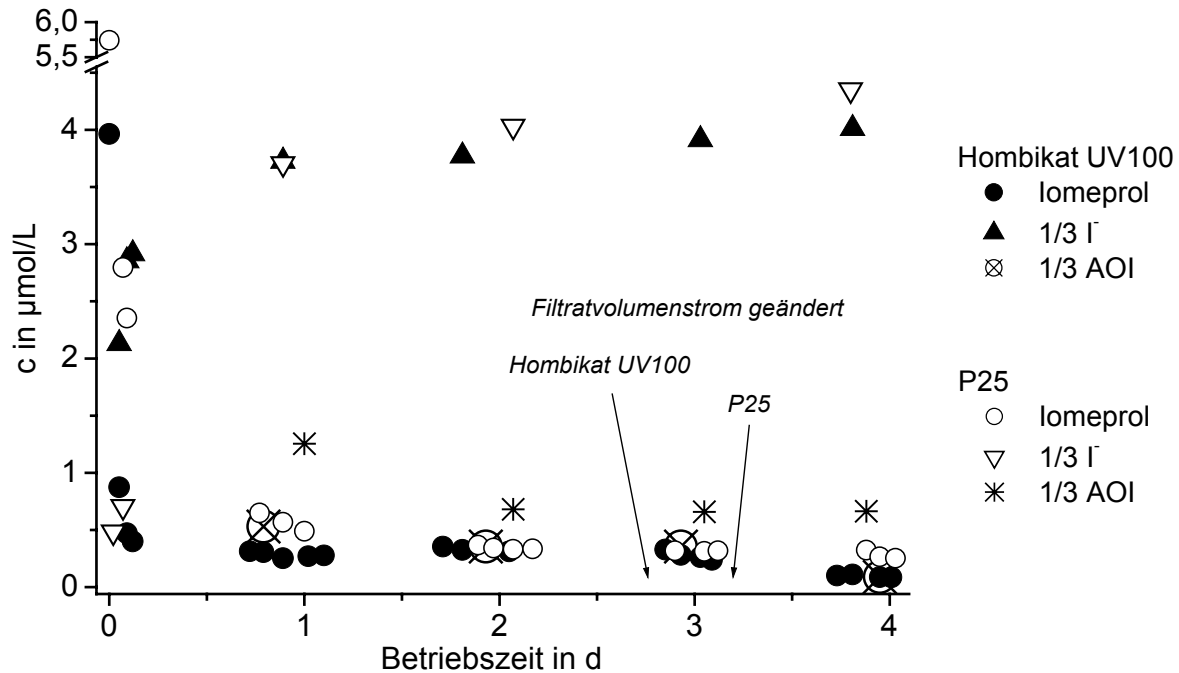 6,0
5,5
4
3
2
1
0
c in µmol/L
0 1 2 3 4
Betriebszeit in d
Filtratvolumenstrom geändert
Hombikat UV100
P25
Hombikat UV100
Iomeprol
1/3 I⁻
1/3 AOI
P25
Iomeprol
1/3 I⁻
1/3 AOI